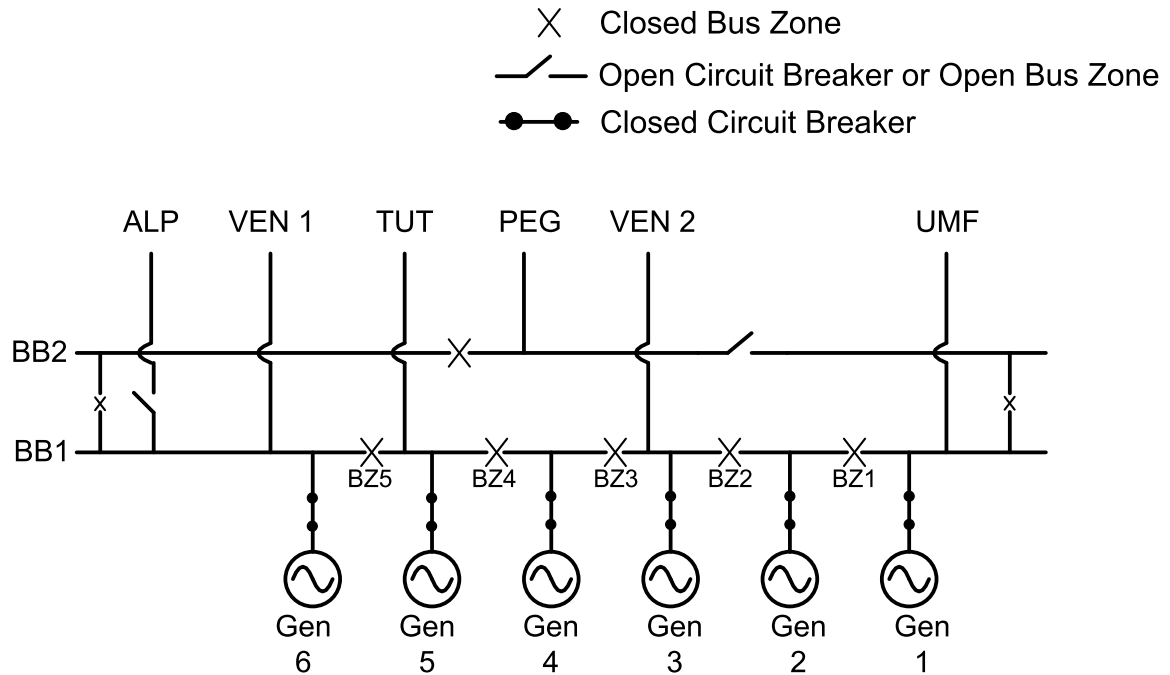 Closed Bus Zone
Open Circuit Breaker or Open Bus Zone
Closed Circuit Breaker
ALP VEN 1 TUT PEG VEN 2 UMF
BB2
BB1
BZ5 BZ4 BZ3 BZ2 BZ1
Gen Gen Gen Gen Gen Gen
6 5 4 3 2 1